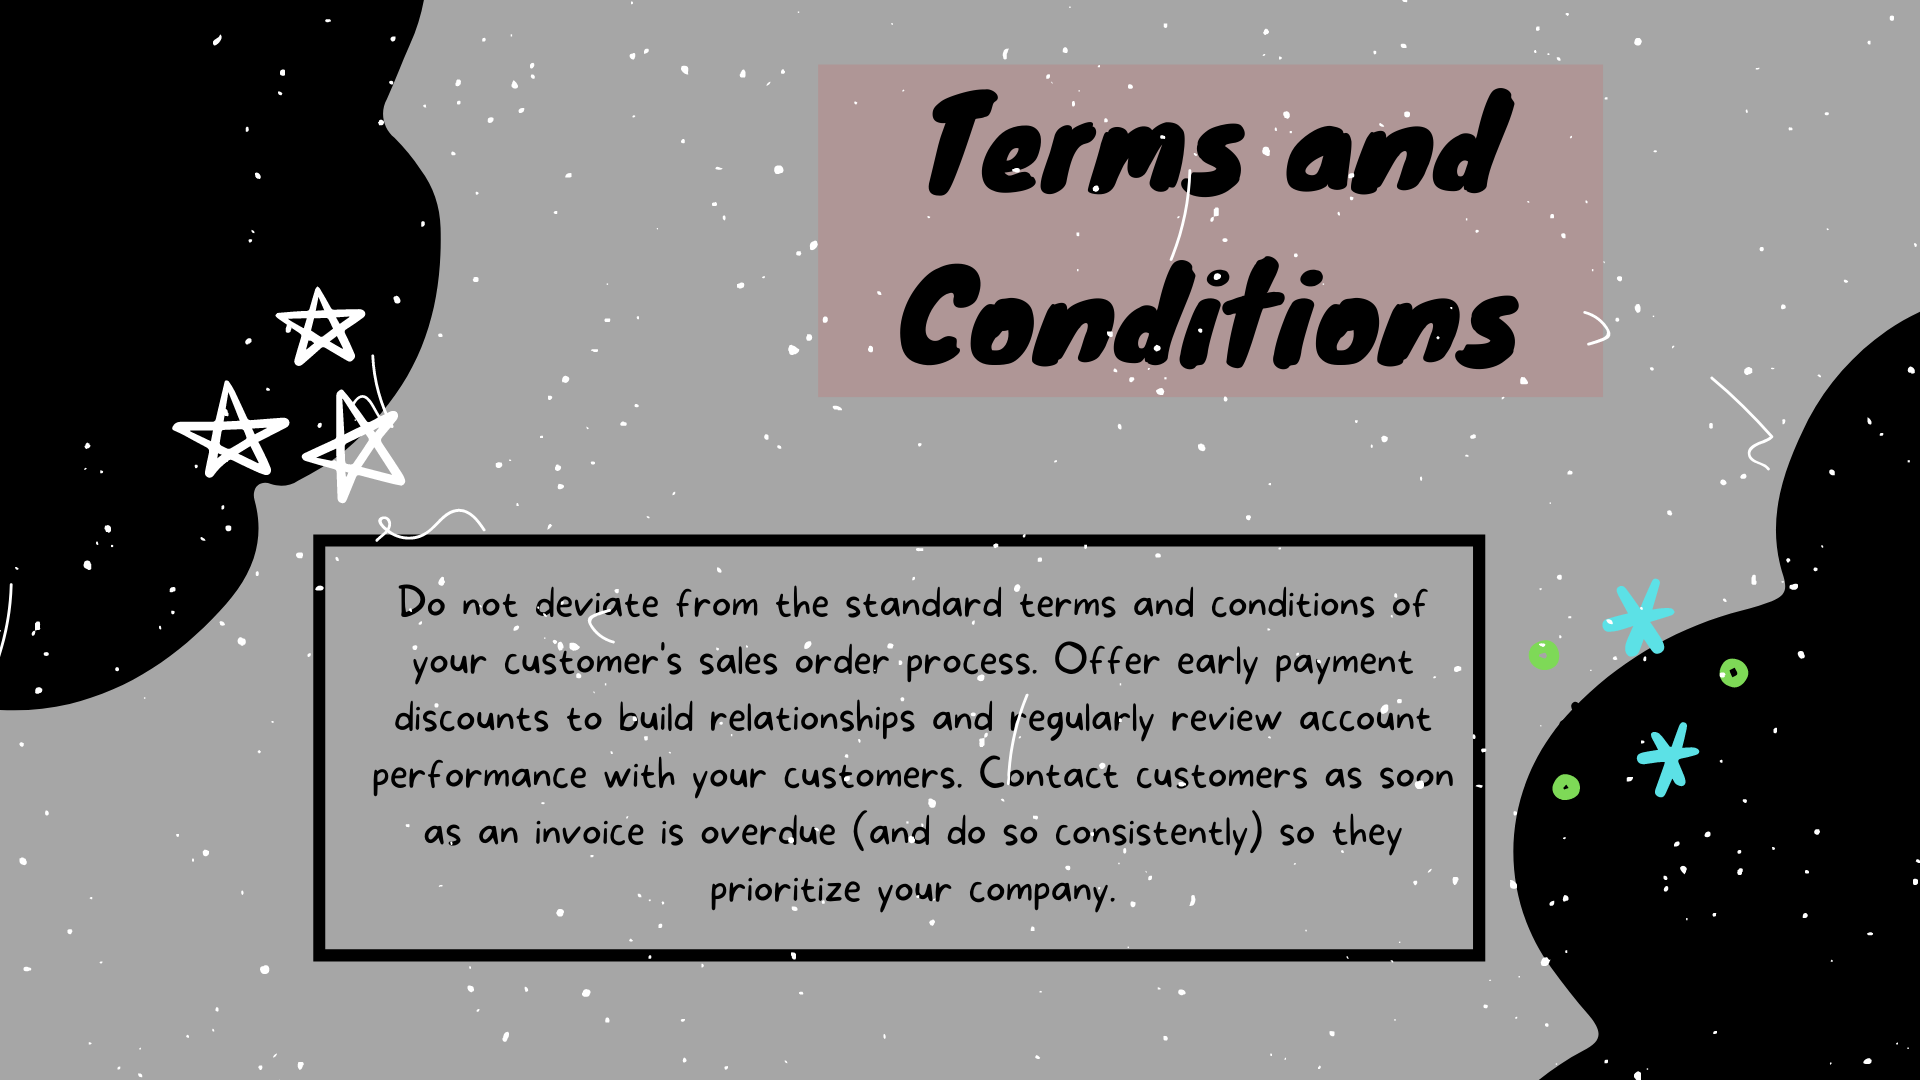 Terms and
Conditions
Do not deviate from the standard terms and conditions of
your customer's sales order process. Offer early payment
discounts to build relationships and regularly review account
performance with your customers. Contact customers as soon
as an invoice is overdue (and do so consistently) so they
prioritize your company.